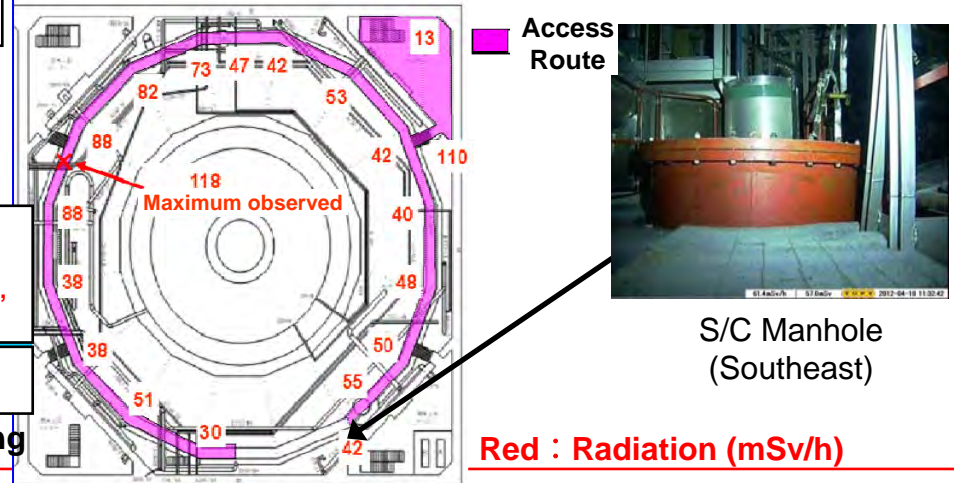 13
Access
Route
73 47 42
82
53
88
42
110
118
Maximum observed
88
40
38
48
,
38
50
55
51
30
42
ng
61.4mSv/h 57.0mSv 2012-04-18 11:32:42
S/C Manhole
(Southeast)
Red：Radiation (mSv/h)